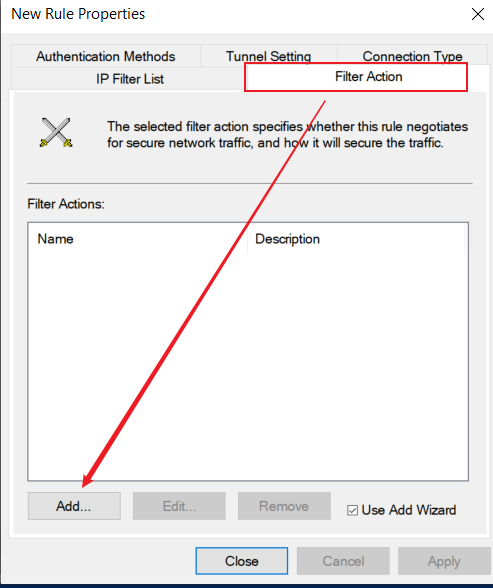 New Rule Properties
Authentication Methods
Tunnel Setting
Connection Type
IP Filter List
Filter Action
The selected filter action specifies whether this rule negotiates
for secure network traffic, and how it will secure the traffic.
Filter Actions:
Name
Description
Add...
Edit...
Remove
Use Add Wizard
Close
Cancel
Apply